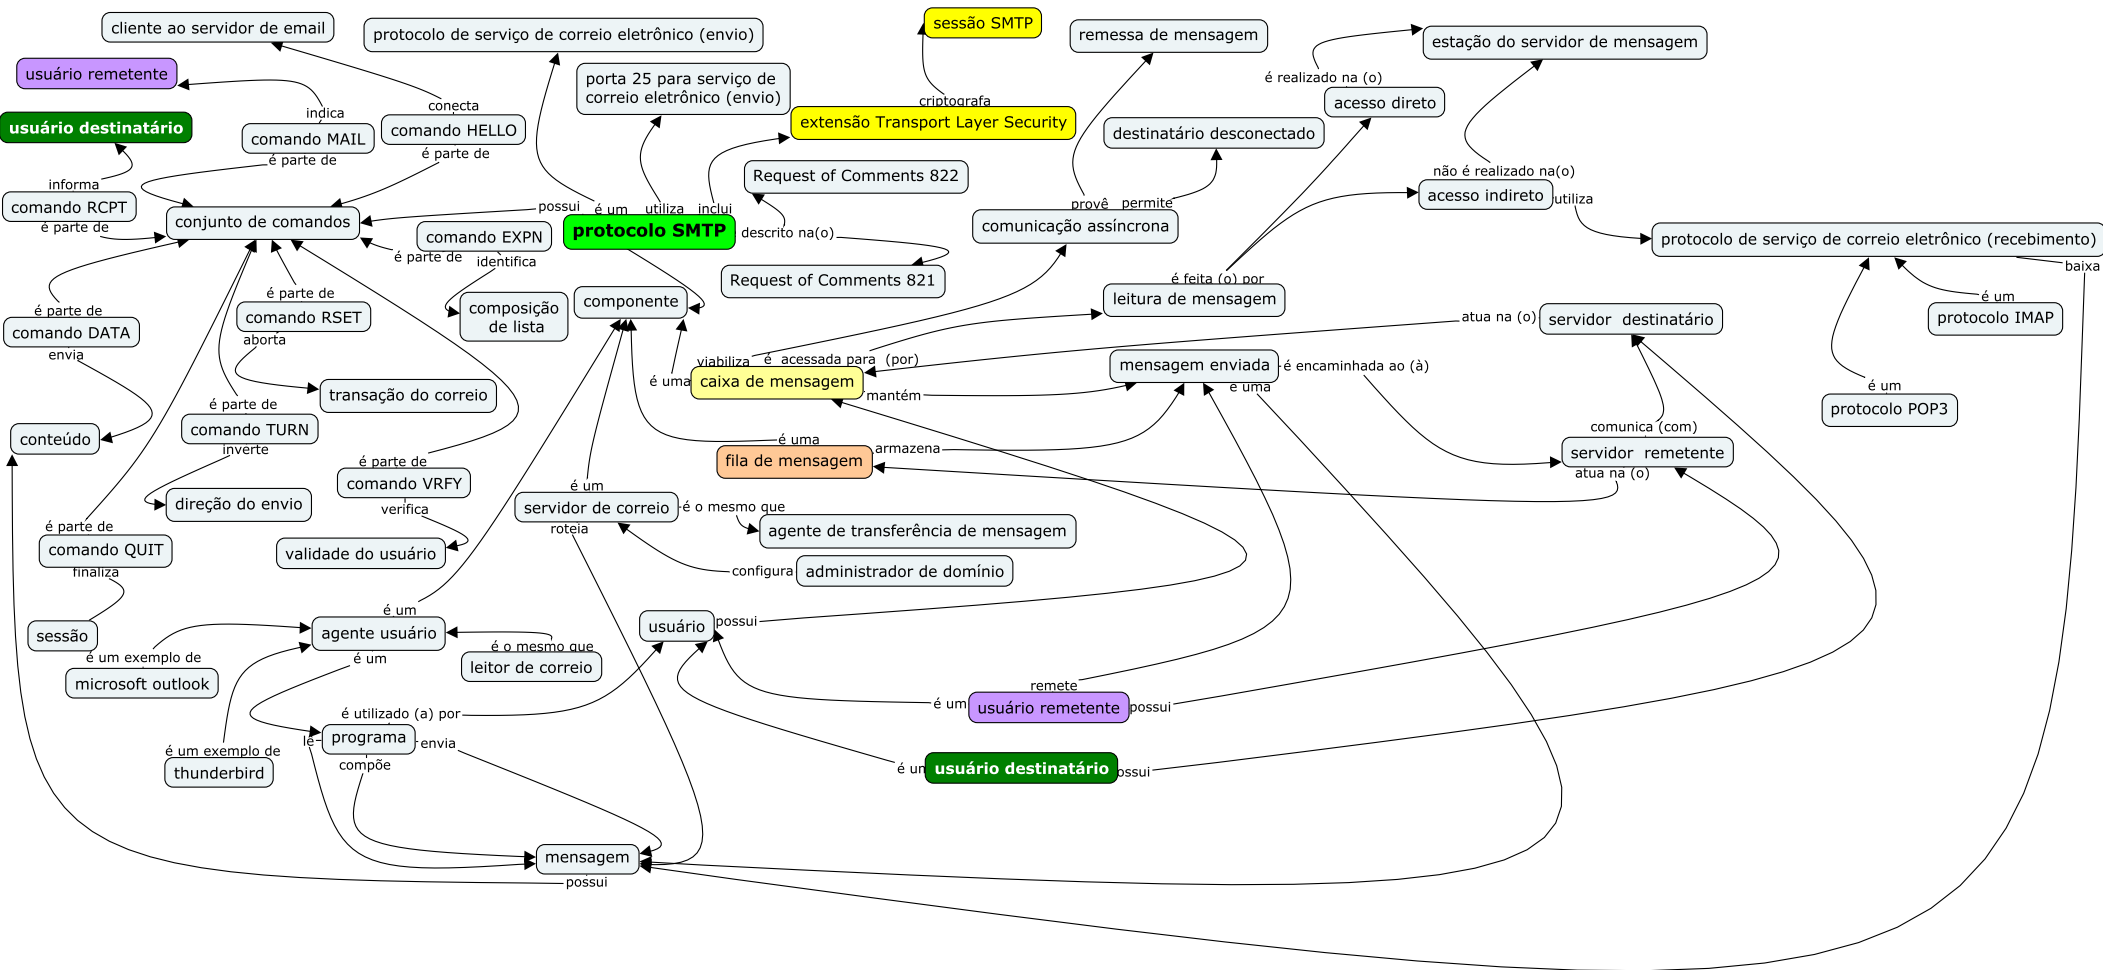 cliente ao servidor de email
protocolo de serviço de correio eletrônico (envio)
sessão SMTP
remessa de mensagem
estação do servidor de mensagem
usuário remetente
porta 25 para serviço de
correio eletrônico (envio)
é realizado na (o)
conecta
criptografa
acesso direto
indica
usuário destinatário
comando MAIL
comando HELLO
extensão Transport Layer Security
destinatário desconectado
é parte de
é parte de
não é realizado na(o)
informa
Request of Comments 822
acesso indireto
utiliza
comando RCPT
possui
é um
utiliza
inclui
provê
permite
é parte de
conjunto de comandos
protocolo SMTP
descrito na(o)
comunicação assíncrona
protocolo de serviço de correio eletrônico (recebimento)
comando EXPN
é parte de
identifica
baixa
Request of Comments 821
é feita (o) por
é parte de
componente
leitura de mensagem
é um
é parte de
comando RSET
composição
de lista
atua na (o)
servidor  destinatário
protocolo IMAP
comando DATA
aborta
envia
viabiliza
é  acessada para  (por)
mensagem enviada
é encaminhada ao (à)
é uma
caixa de mensagem
mantém
é uma
é um
transação do correio
é parte de
protocolo POP3
conteúdo
comando TURN
é uma
comunica (com)
inverte
armazena
fila de mensagem
servidor  remetente
é parte de
atua na (o)
comando VRFY
é um
direção do envio
verifica
servidor de correio
é o mesmo que
é parte de
roteia
agente de transferência de mensagem
comando QUIT
validade do usuário
finaliza
configura
administrador de domínio
é um
sessão
agente usuário
usuário
possui
é o mesmo que
é um exemplo de
é um
leitor de correio
microsoft outlook
remete
é utilizado (a) por
é um
usuário remetente
possui
lê
programa
envia
é um exemplo de
compõe
thunderbird
usuário destinatário
mensagem
possui